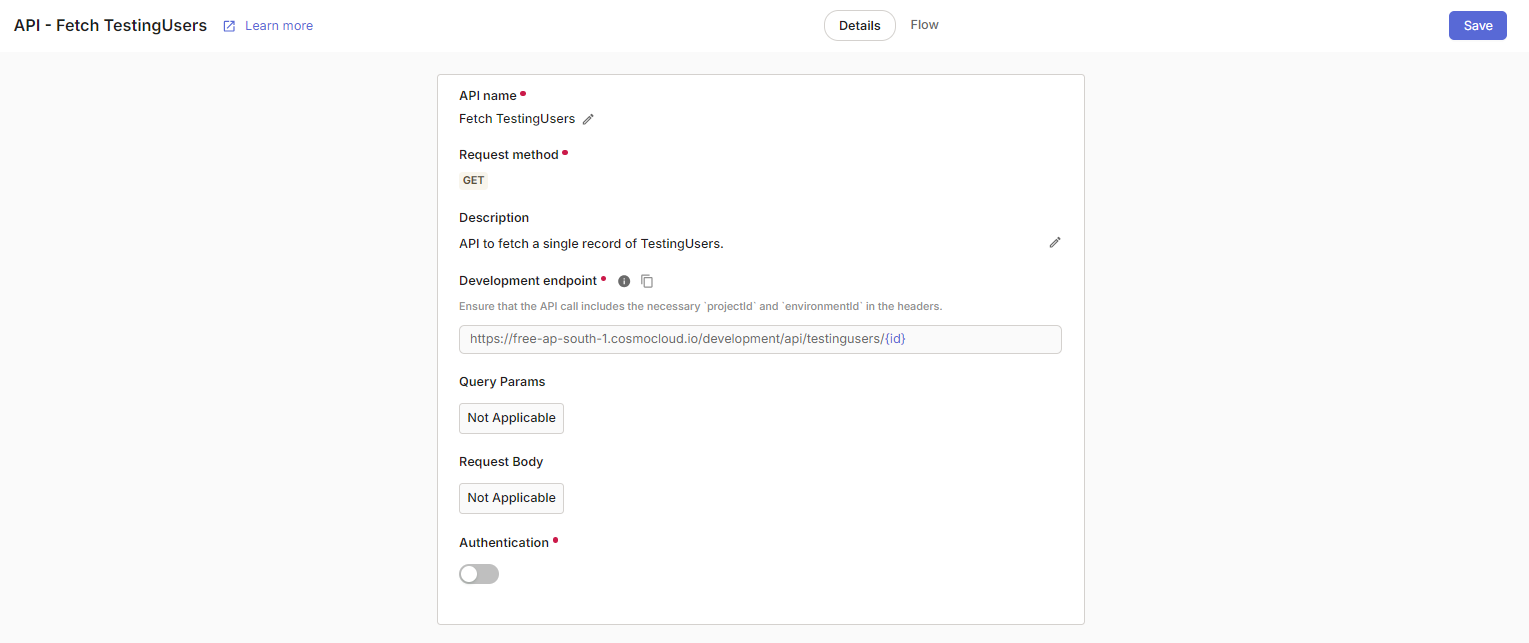 API - Fetch TestingUsers Learn more Details Flow Save
API name
Fetch TestingUsers
Request method
GET
Description
API to fetch a single record of TestingUsers.
Development endpoint
Ensure that the API call includes the necessary `projectId` and `environmentId` in the headers.
https://free-ap-south-1.cosmocloud.io/development/api/testingusers/{id}
Query Params
Not Applicable
Request Body
Not Applicable
Authentication